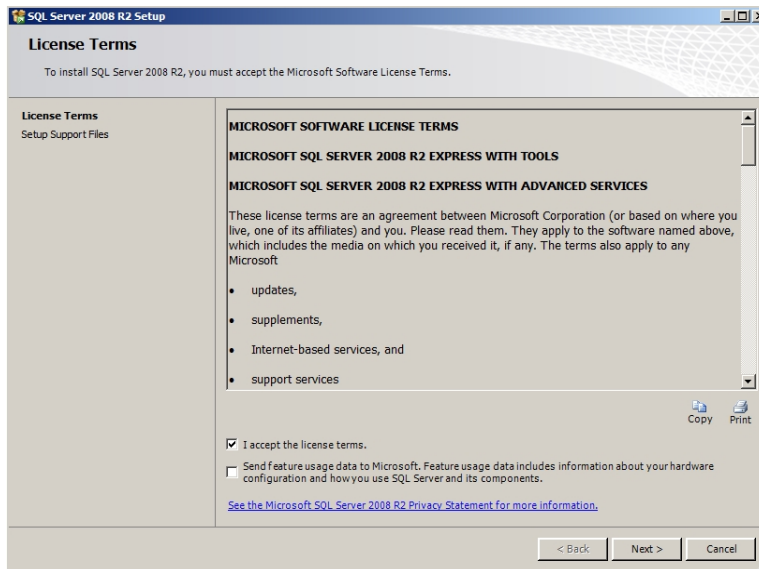 SQL Server 2008 R2 Setup
License Terms
To install SQL Server 2008 R2, you must accept the Microsoft Software License Terms.
License Terms
Setup Support Files
MICROSOFT SOFTWARE LICENSE TERMS
MICROSOFT SQL SERVER 2008 R2 EXPRESS WITH TOOLS
MICROSOFT SQL SERVER 2008 R2 EXPRESS WITH ADVANCED SERVICES
These license terms are an agreement between Microsoft Corporation (or based on where you
live, one of its affiliates) and you. Please read them. They apply to the software named above,
which includes the media on which you received it, if any. The terms also apply to any
Microsoft
• updates,
• supplements,
• Internet-based services, and
• support services
Copy Print
I accept the license terms.
Send feature usage data to Microsoft. Feature usage data includes information about your hardware
configuration and how you use SQL Server and its components.
See the Microsoft SQL Server 2008 R2 Privacy Statement for more information.
< Back Next > Cancel